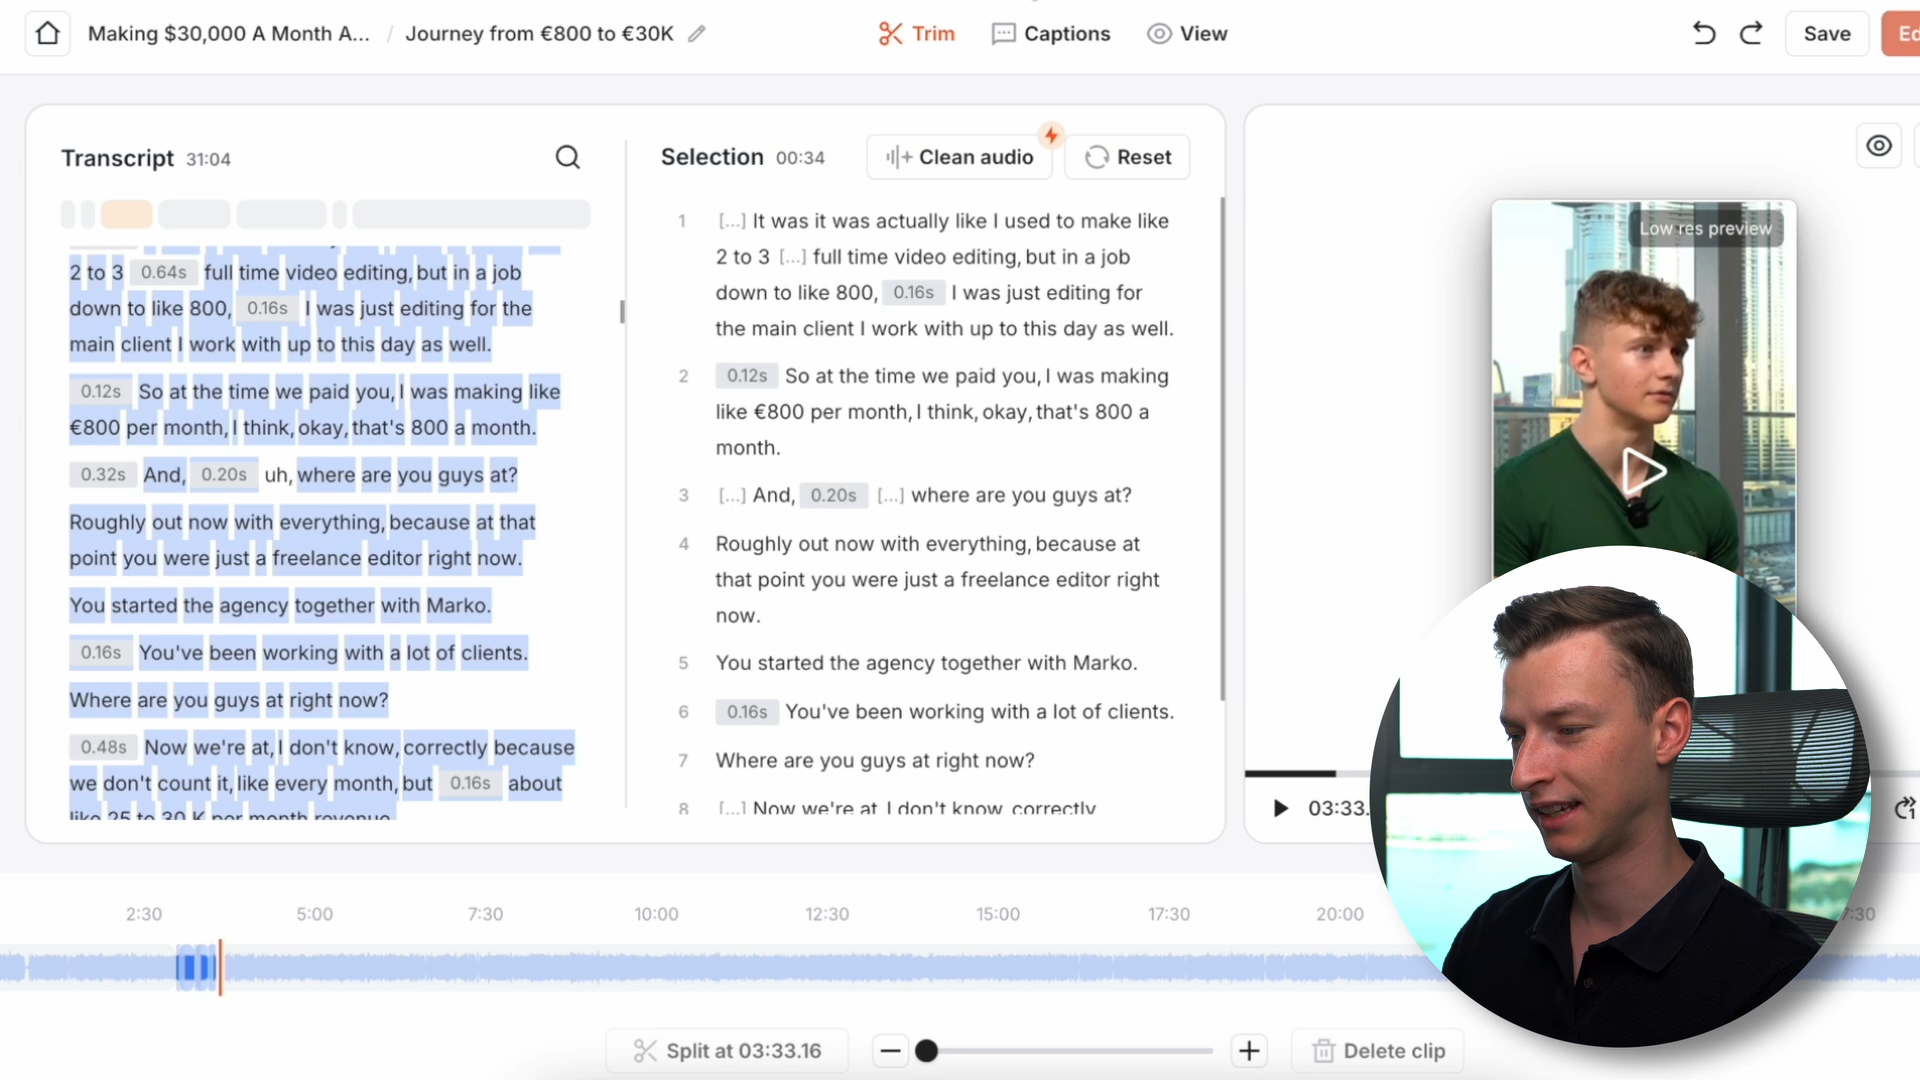 Making $30,000 A Month A... / Journey from €800 to €30K
Trim Captions View
Save
Transcript 31:04
2 to 3 0.64s full time video editing, but in a job
down to like 800, 0.16s I was just editing for the
main client I work with up to this day as well.
0.12s So at the time we paid you, I was making like
€800 per month, I think, okay, that's 800 a month.
0.32s And, 0.20s uh, where are you guys at?
Roughly out now with everything, because at that
point you were just a freelance editor right now.
You started the agency together with Marko.
0.16s You've been working with a lot of clients.
Where are you guys at right now?
0.48s Now we're at, I don't know, correctly because
we don't count it, like every month, but 0.16s about
like 25 to 30 K per month revenue
Selection 00:34 Clean audio Reset
1 [...] It was it was actually like I used to make like
2 to 3 [...] full time video editing, but in a job
down to like 800, 0.16s I was just editing for
the main client I work with up to this day as well.
2 0.12s So at the time we paid you, I was making
like €800 per month, I think, okay, that's 800 a
month.
3 [...] And, 0.20s [...] where are you guys at?
4 Roughly out now with everything, because at
that point you were just a freelance editor right
now.
5 You started the agency together with Marko.
6 0.16s You've been working with a lot of clients.
7 Where are you guys at right now?
8 [...] Now we're at, I don't know, correctly
Low res preview
03:33.
2:30 5:00 7:30 10:00 12:30 15:00 17:30 20:00
Split at 03:33.16
Delete clip